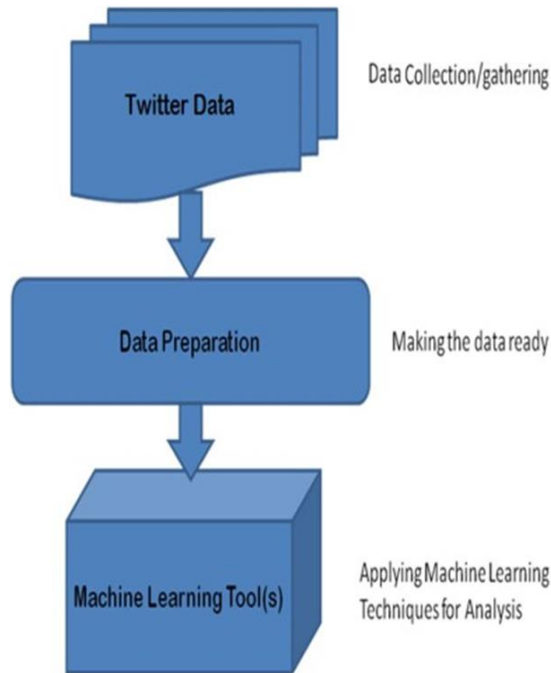 Twitter Data
Data Collection/gathering
Data Preparation
Making the data ready
Machine Learning Tool(s)
Applying Machine Learning
Techniques for Analysis